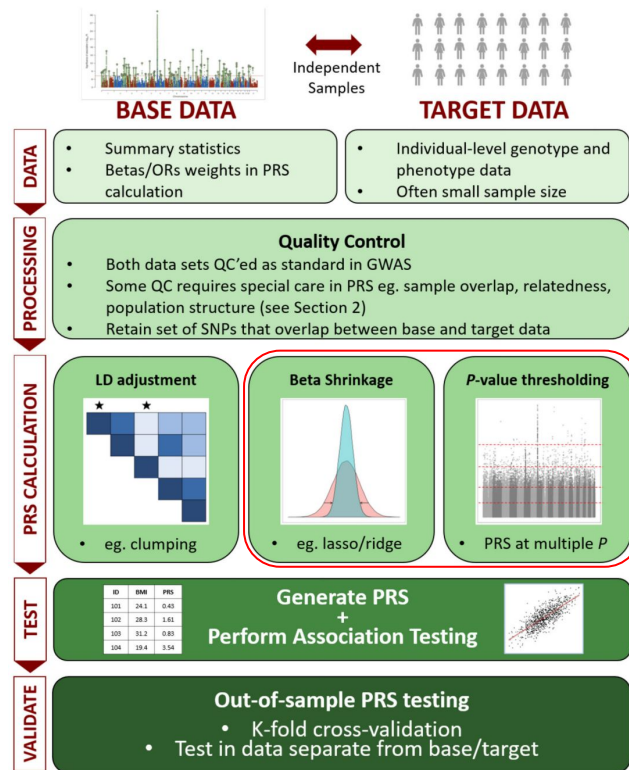 Independent
Samples
BASE DATA
TARGET DATA
DATA
• Summary statistics
• Betas/ORs weights in PRS
calculation
• Individual-level genotype and
phenotype data
• Often small sample size
PROCESSING
Quality Control
• Both data sets QC'ed as standard in GWAS
• Some QC requires special care in PRS eg. sample overlap, relatedness,
population structure (see Section 2)
• Retain set of SNPs that overlap between base and target data
PRS CALCULATION
LD adjustment
• eg. clumping
Beta Shrinkage
• eg. lasso/ridge
P-value thresholding
• PRS at multiple P
TEST
ID BMI PRS
101 24.1 0.43
102 28.3 1.61
103 31.2 0.83
104 19.4 3.54
Generate PRS
+
Perform Association Testing
VALIDATE
Out-of-sample PRS testing
• K-fold cross-validation
• Test in data separate from base/target